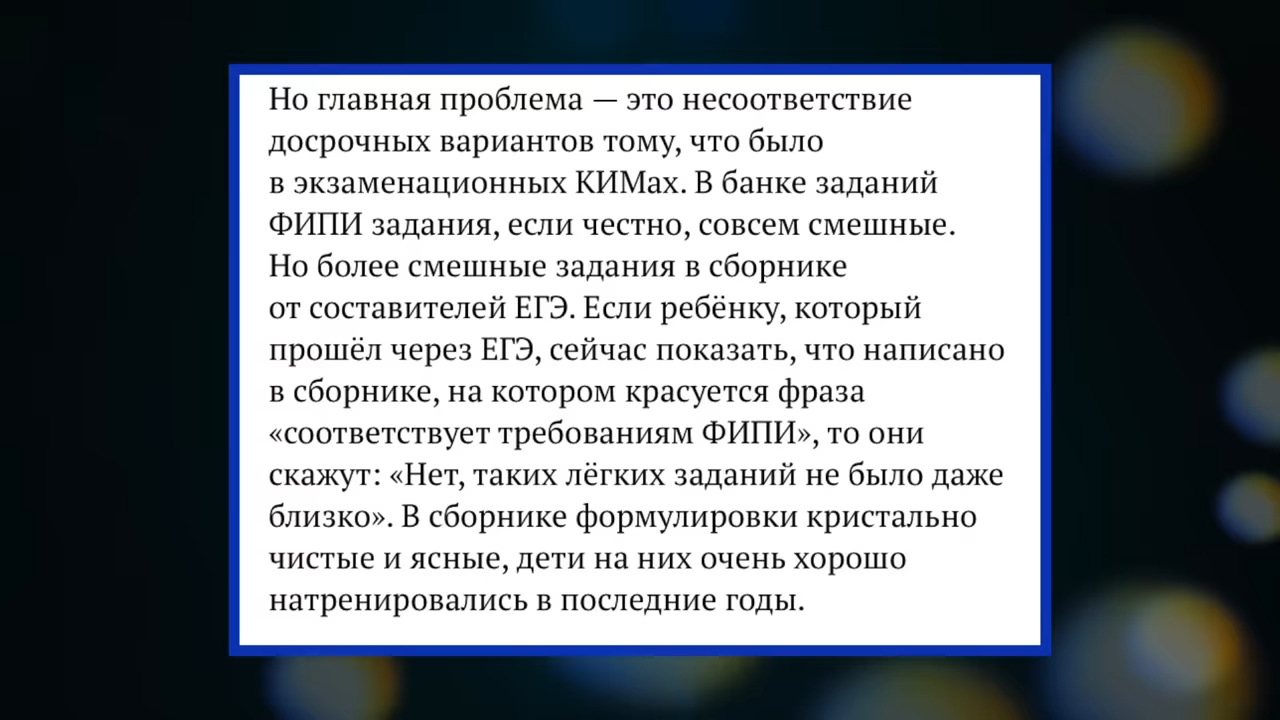 Но главная проблема — это несоответствие
досрочных вариантов тому, что было
в экзаменационных КИМах. В банке заданий
ФИПИ задания, если честно, совсем смешные.
Но более смешные задания в сборнике
от составителей ЕГЭ. Если ребёнку, который
прошёл через ЕГЭ, сейчас показать, что написано
в сборнике, на котором красуется фраза
«соответствует требованиям ФИПИ», то они
скажут: «Нет, таких лёгких заданий не было даже
близко». В сборнике формулировки кристально
чистые и ясные, дети на них очень хорошо
натренировались в последние годы.